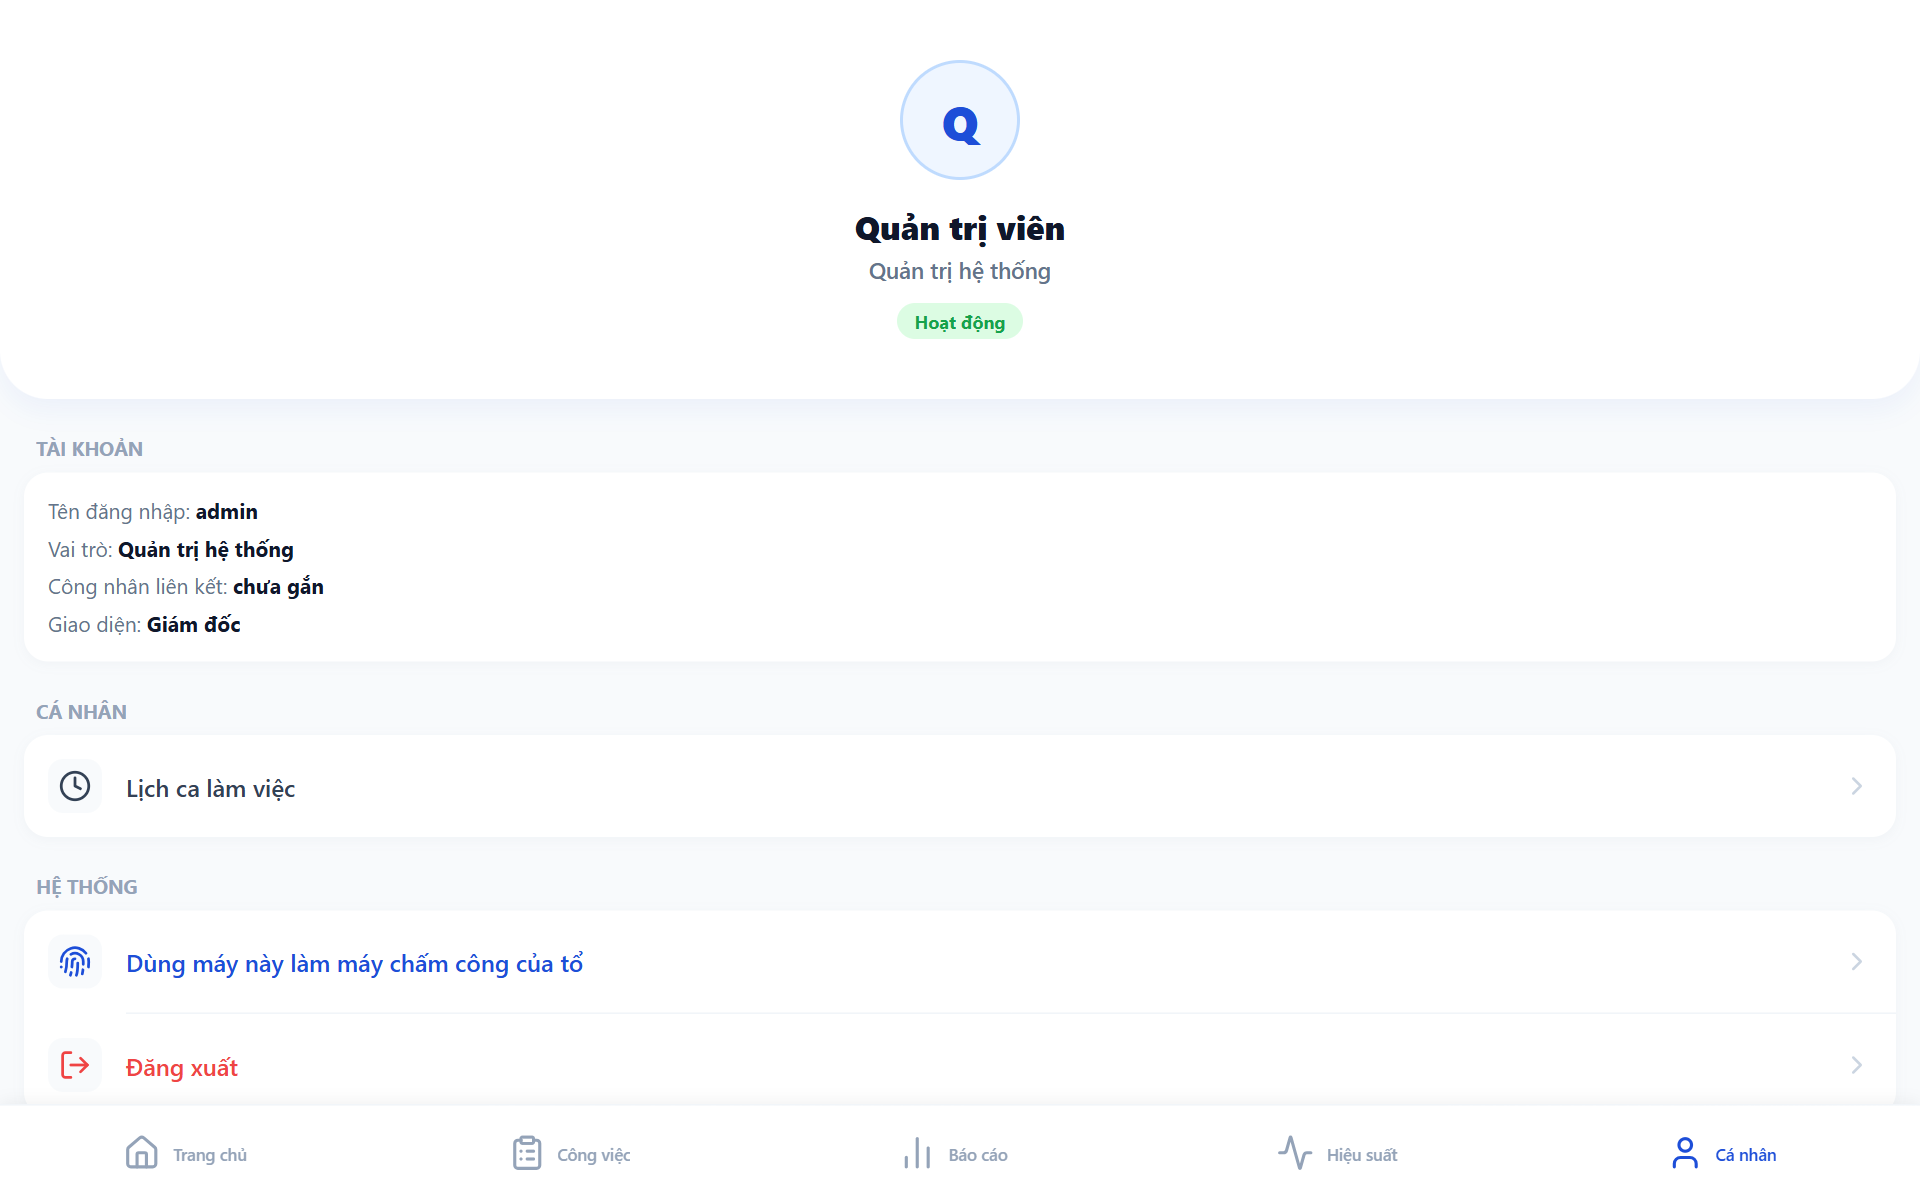 Q
Quản trị viên
Quản trị hệ thống
Hoạt động
TÀI KHOẢN
Tên đăng nhập: admin
Vai trò: Quản trị hệ thống
Công nhân liên kết: chưa gắn
Giao diện: Giám đốc
CÁ NHÂN
Lịch ca làm việc
HỆ THỐNG
Dùng máy này làm máy chấm công của tổ
Đăng xuất
Trang chủ
Công việc
Báo cáo
Hiệu suất
Cá nhân